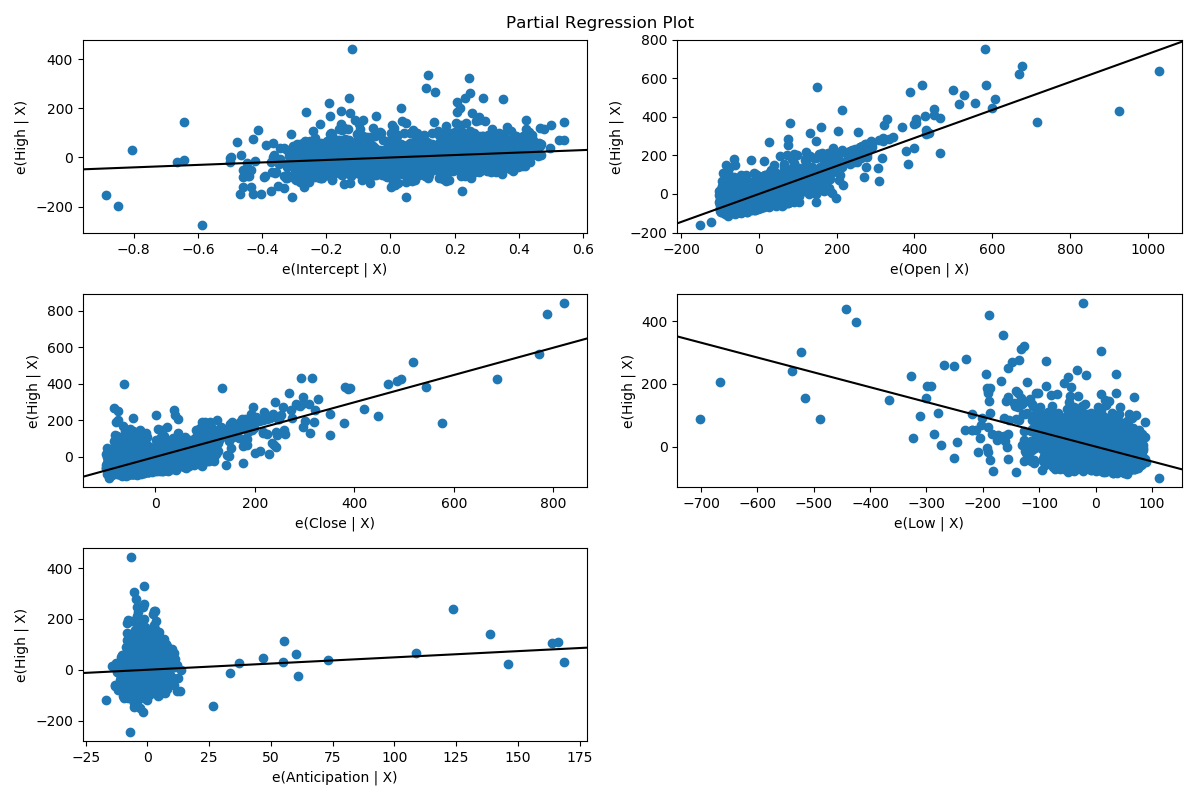 Partial Regression Plot
400
200
0
−200
e(High | X)
−0.8 −0.6 −0.4 −0.2 0.0 0.2 0.4 0.6
e(Intercept | X)
800
600
400
200
0
−200
e(High | X)
−200 0 200 400 600 800 1000
e(Open | X)
800
600
400
200
0
e(High | X)
0 200 400 600 800
e(Close | X)
400
200
0
e(High | X)
−700 −600 −500 −400 −300 −200 −100 0 100
e(Low | X)
400
200
0
−200
e(High | X)
−25 0 25 50 75 100 125 150 175
e(Anticipation | X)